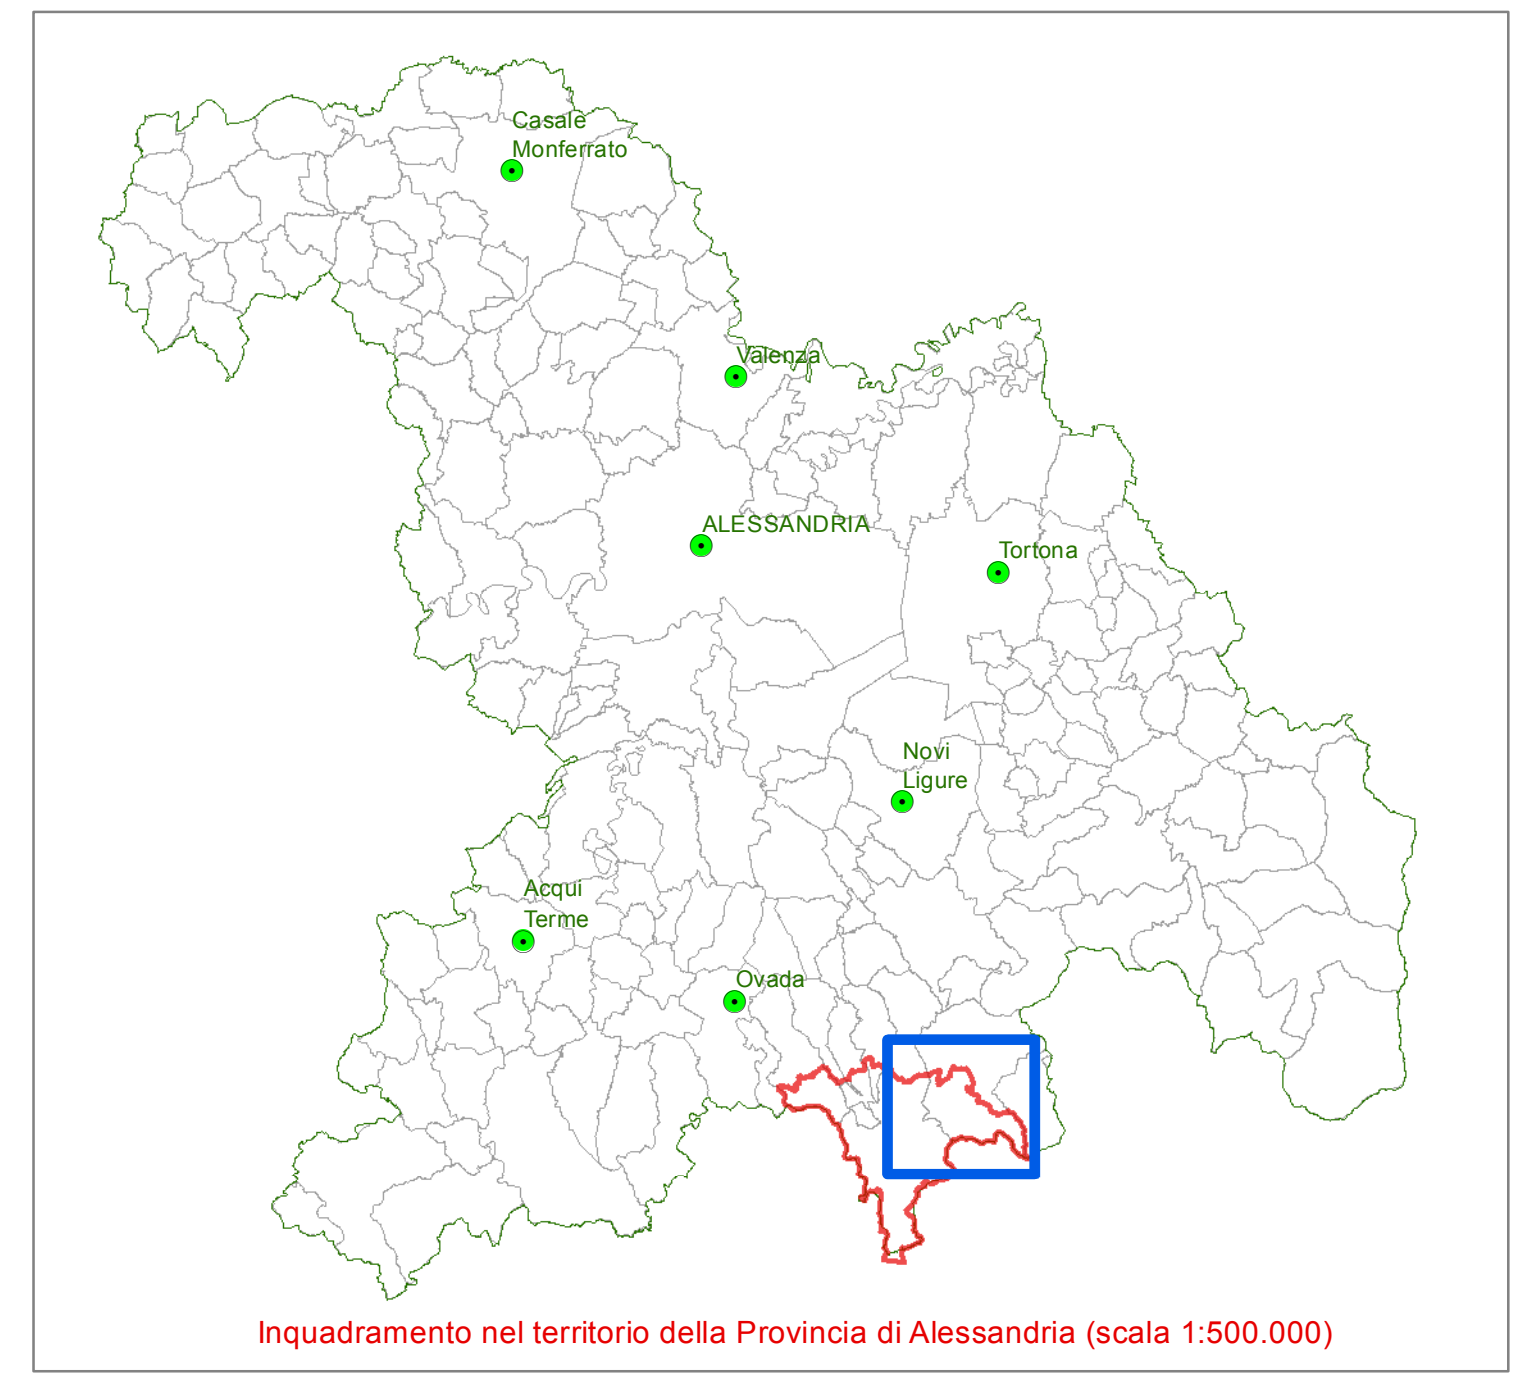 Casale
Monferrato
Valenza
ALESSANDRIA
Tortona
Novi
Ligure
Acqui
Terme
Ovada
Inquadramento nel territorio della Provincia di Alessandria (scala 1:500.000)